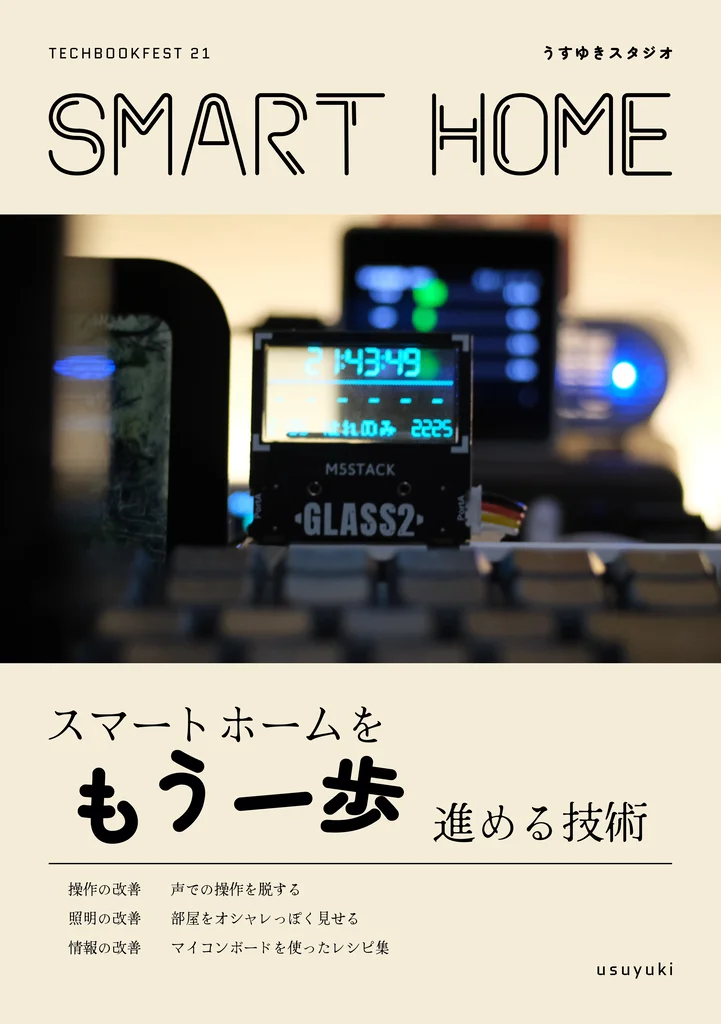 TECHBOOKFEST 21
うすゆきスタジオ
SMART HOME
21:43:49
2225
M5STACK
PortA
PortA
GLASS2
スマートホームを
もう一歩
進める技術
操作の改善 声での操作を脱する
照明の改善 部屋をオシャレっぽく見せる
情報の改善 マイコンボードを使ったレシピ集
usuyuki